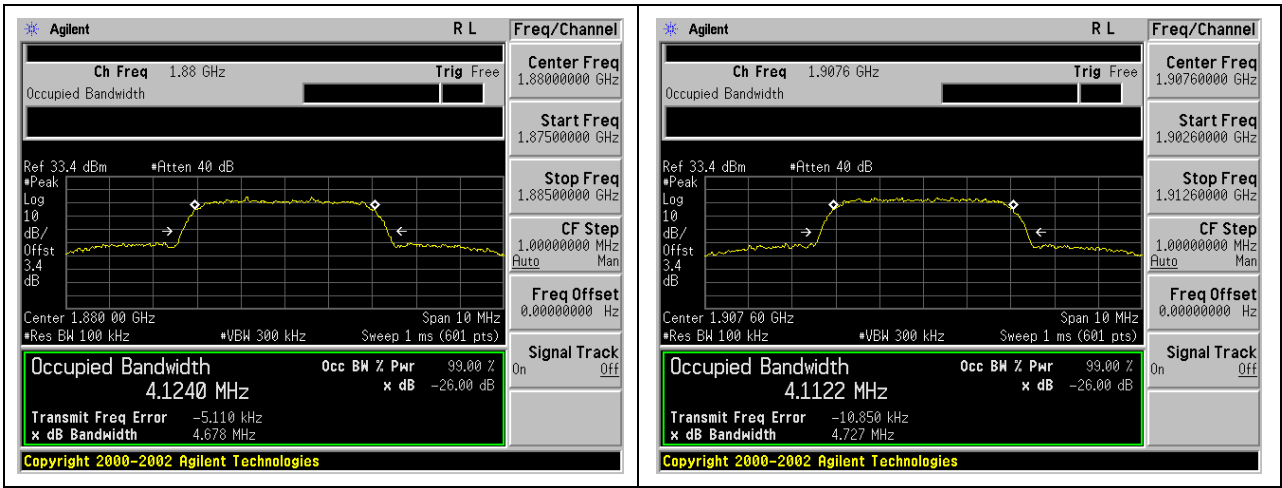 Agilent R L Freq/Channel
Ch Freq 1.88 GHz Trig Free
Occupied Bandwidth
Center Freq
1.88000000 GHz
Start Freq
1.87500000 GHz
Stop Freq
1.88500000 GHz
CF Step
1.00000000 MHz
Auto Man
Freq Offset
0.00000000 Hz
Signal Track
On Off
Ref 33.4 dBm #Atten 40 dB
#Peak
Log
10
dB/
Offst
3.4
dB
Center 1.880 00 GHz Span 10 MHz
#Res BW 100 kHz #VBW 300 kHz Sweep 1 ms (601 pts)
Occupied Bandwidth Occ BW % Pwr 99.00 %
4.1240 MHz x dB -26.00 dB
Transmit Freq Error -5.110 kHz
x dB Bandwidth 4.678 MHz
Copyright 2000-2002 Agilent Technologies
Agilent R L Freq/Channel
Ch Freq 1.9076 GHz Trig Free
Occupied Bandwidth
Center Freq
1.90760000 GHz
Start Freq
1.90260000 GHz
Stop Freq
1.91260000 GHz
CF Step
1.00000000 MHz
Auto Man
Freq Offset
0.00000000 Hz
Signal Track
On Off
Ref 33.4 dBm #Atten 40 dB
#Peak
Log
10
dB/
Offst
3.4
dB
Center 1.907 60 GHz Span 10 MHz
#Res BW 100 kHz #VBW 300 kHz Sweep 1 ms (601 pts)
Occupied Bandwidth Occ BW % Pwr 99.00 %
4.1122 MHz x dB -26.00 dB
Transmit Freq Error -10.850 kHz
x dB Bandwidth 4.727 MHz
Copyright 2000-2002 Agilent Technologies